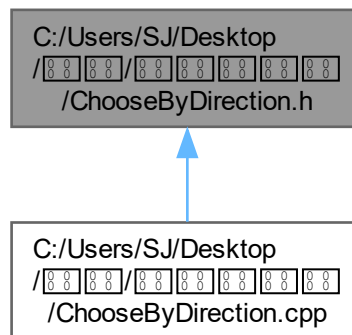 C:/Users/SJ/Desktop
/
/ChooseByDirection.h
C:/Users/SJ/Desktop
/
/ChooseByDirection.cpp